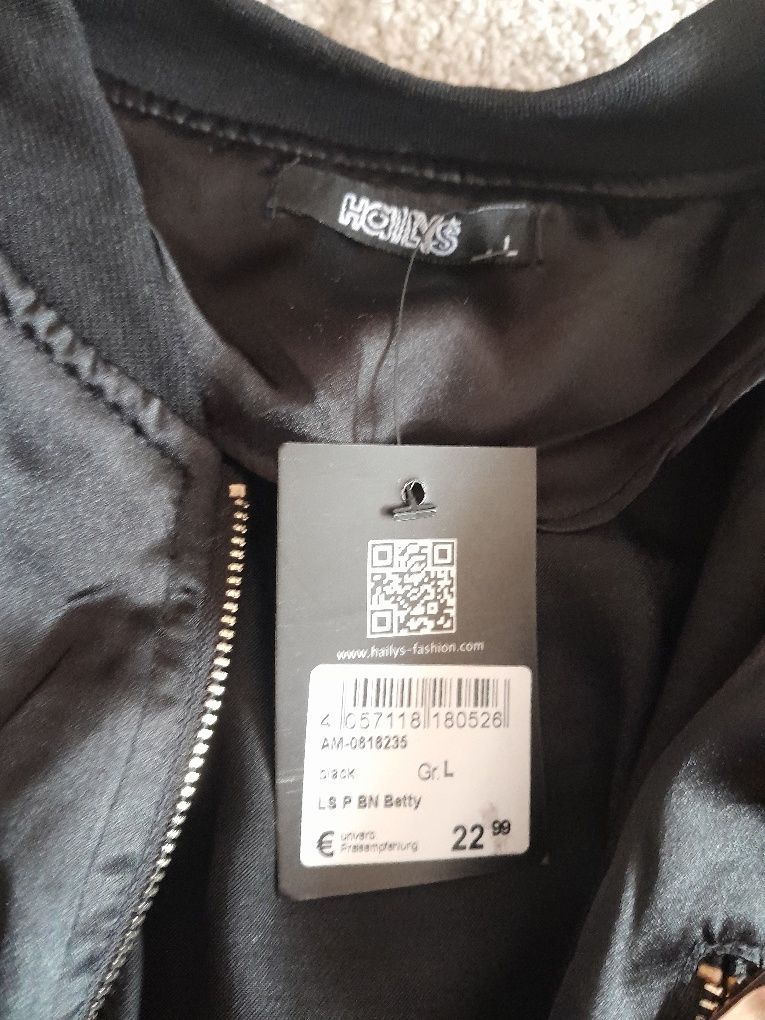 HAILYS L
www.hailys-fashion.com
4 057118 180526
AM-0818235
black Gr. L
LS P BN Betty
€ unverb. 22 99
Preisempfehlung